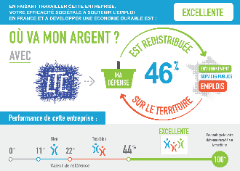 EN FAISANT TRAVAILLER CETTE ENTREPRISE,
VOTRE EFFICACITÉ SOCIÉTALE À SOUTENIR L'EMPLOI
EN FRANCE ET À DÉVELOPPER UNE ÉCONOMIE DURABLE EST :
EXCELLENTE
OÙ VA MON ARGENT ?
AVEC
MA
DÉPENSE
EST REDISTRIBUÉE
46%
SUR LE TERRITOIRE
EMPLOIS
Performance de cette entreprise :
EXCELLENTE
0%
11%
22%
44%
100%